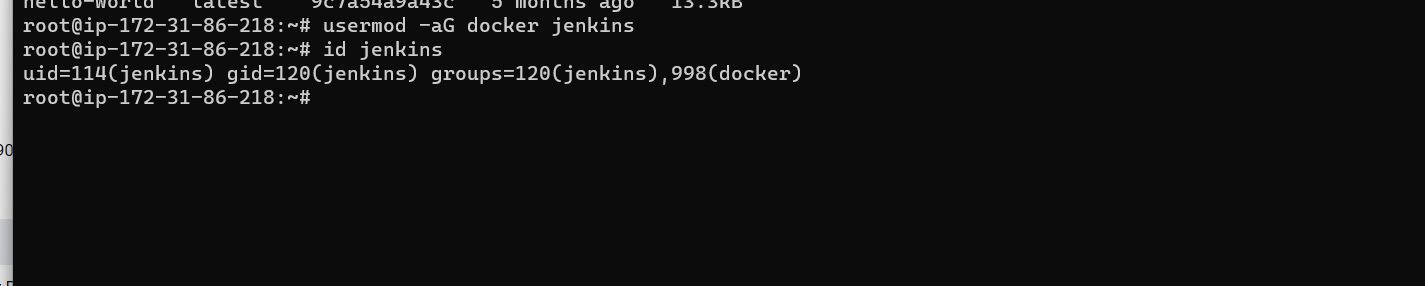 hello-world latest 9c7a54a9a43c 5 months ago 13.3kB
root@ip-172-31-86-218:~# usermod -aG docker jenkins
root@ip-172-31-86-218:~# id jenkins
uid=114(jenkins) gid=120(jenkins) groups=120(jenkins),998(docker)
root@ip-172-31-86-218:~#
90